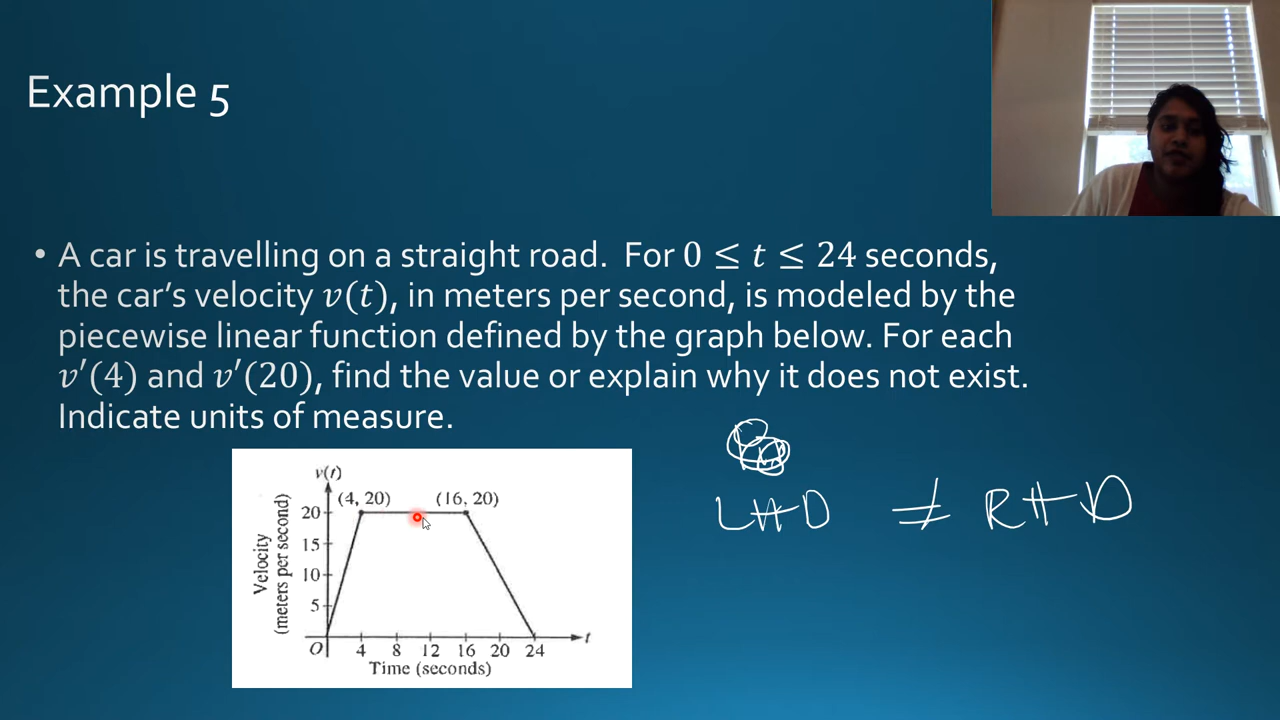 Example 5
• A car is travelling on a straight road. For 0 ≤ t ≤ 24 seconds,
the car's velocity v(t), in meters per second, is modeled by the
piecewise linear function defined by the graph below. For each
v′(4) and v′(20), find the value or explain why it does not exist.
Indicate units of measure.
LHD ≠ RHD
v(t)
(4, 20) (16, 20)
20
15
10
5
O 4 8 12 16 20 24 t
Velocity
(meters per second)
Time (seconds)